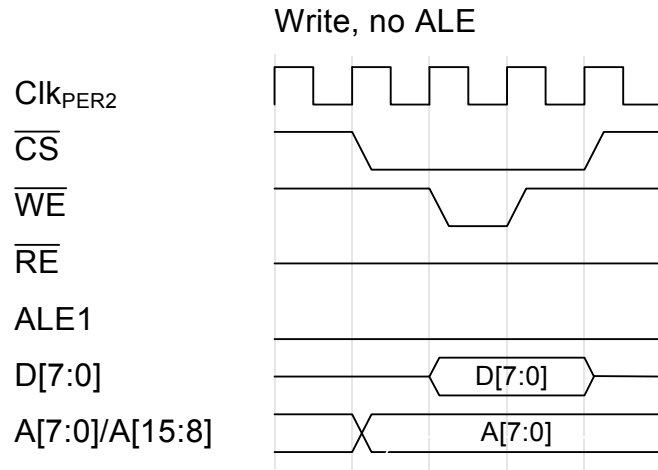 Write, no ALE
ClkPER2
CS
WE
RE
ALE1
D[7:0] D[7:0]
A[7:0]/A[15:8] A[7:0]